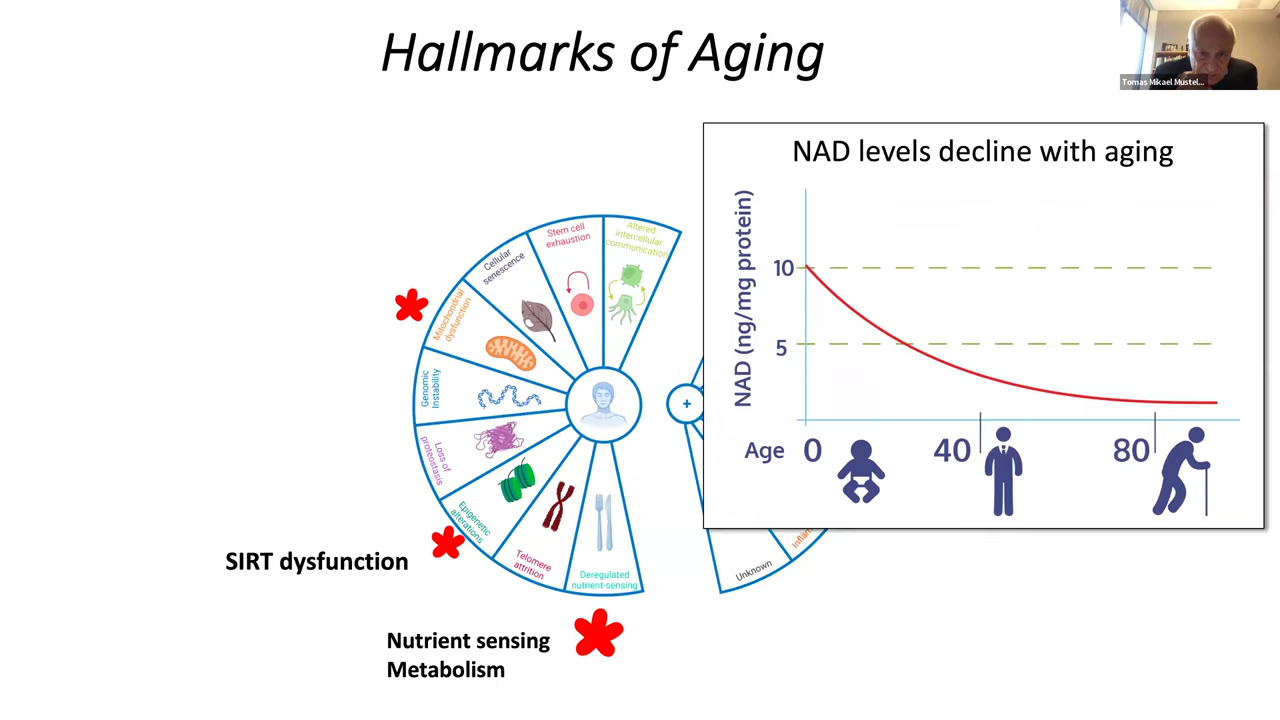 Hallmarks of Aging
Tomas Mikael Mustel...
NAD levels decline with aging
NAD (ng/mg protein)
10
5
Age 0 40 80
Altered
intercellular
communication
Stem cell
exhaustion
Cellular
senescence
Mitochondrial
dysfunction
Genomic
Instability
Loss of
proteostasis
Epigenetic
alterations
Telomere
attrition
Deregulated
nutrient-sensing
+
Unknown
SIRT dysfunction
Nutrient sensing
Metabolism